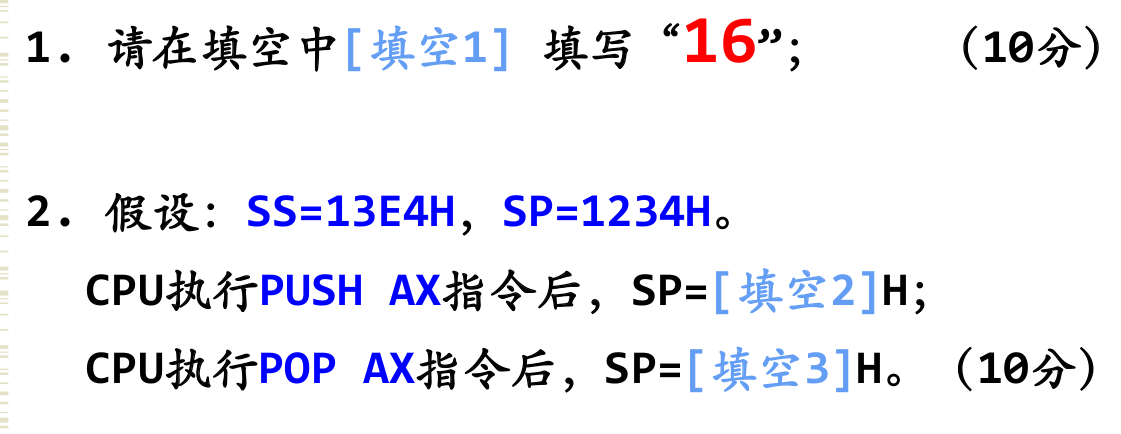 1. 请在填空中[填空1] 填写 “16”; (10分)
2. 假设: SS=13E4H, SP=1234H。
CPU执行PUSH AX指令后, SP=[填空2]H;
CPU执行POP AX指令后, SP=[填空3]H。(10分)